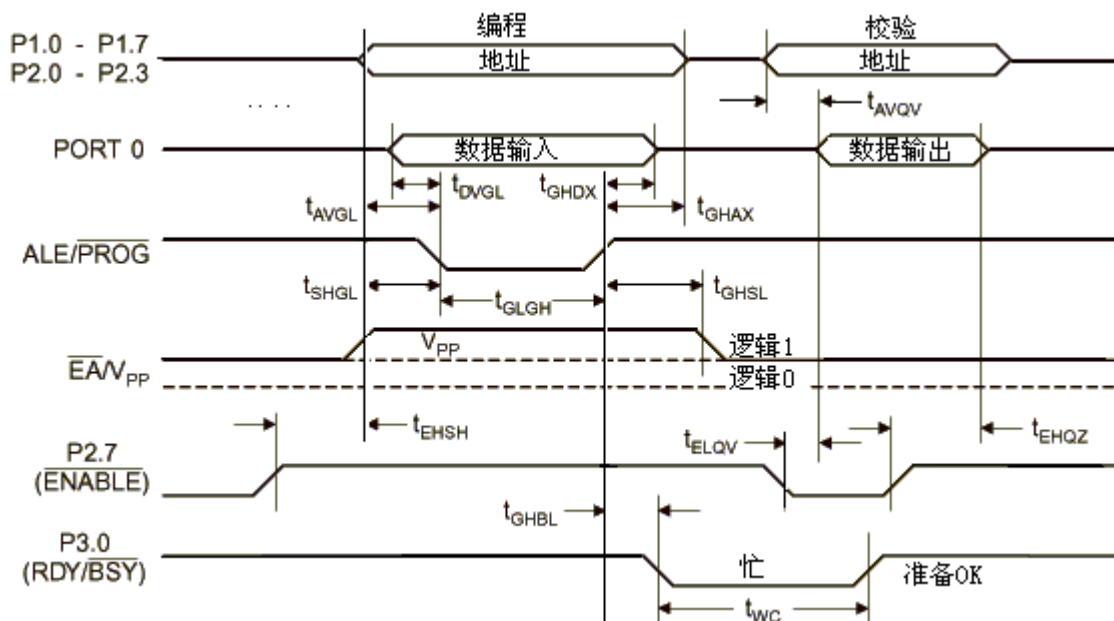 编程
校验
P1.0 - P1.7
P2.0 - P2.3
地址
地址
. . . .
tAVQV
PORT 0
数据输入
数据输出
tDVGL
tGHDX
tAVGL
tGHAX
ALE/PROG
tSHGL
tGLGH
tGHSL
VPP
逻辑1
EA/VPP
逻辑0
tEHSH
tELQV
tEHQZ
P2.7
(ENABLE)
tGHBL
P3.0
(RDY/BSY)
忙
准备OK
tWC